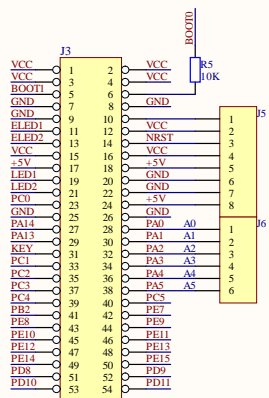 BOOT0
J3
R5
10K
VCC 1 2 VCC
VCC 3 4 VCC
BOOT1 5 6
GND 7 8 GND
J5
GND 9 10 1
ELED1 11 12 VCC 2
ELED2 13 14 NRST 3
VCC 15 16 VCC 4
+5V 17 18 +5V 5
LED1 19 20 GND 6
LED2 21 22 GND 7
PC0 23 24 +5V 8
GND 25 26 GND
J6
PA14 27 28 PA0 A0 1
PA13 29 30 PA1 A1 2
KEY 31 32 PA2 A2 3
PC1 33 34 PA3 A3 4
PC2 35 36 PA4 A4 5
PC3 37 38 PA5 A5 6
PC4 39 40 PC5
PB2 41 42 PE7
PE8 43 44 PE9
PE10 45 46 PE11
PE12 47 48 PE13
PE14 49 50 PE15
PD8 51 52 PD9
PD10 53 54 PD11